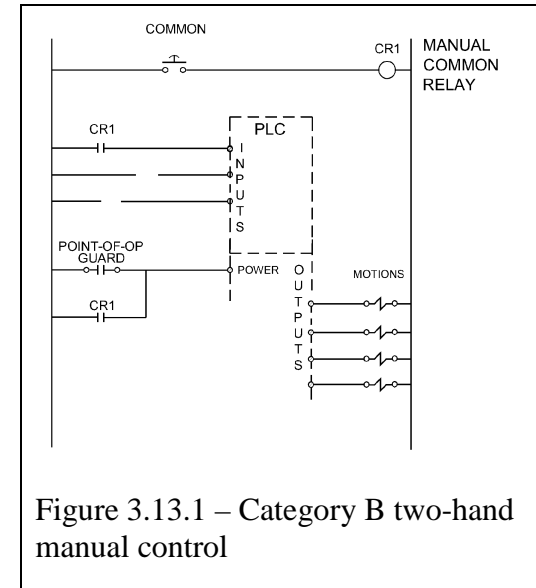 COMMON
CR1
MANUAL
COMMON
RELAY
CR1
PLC
INPUTS
POINT-OF-OP
GUARD
POWER
OUTPUTS
MOTIONS
CR1
Figure 3.13.1 – Category B two-hand
manual control